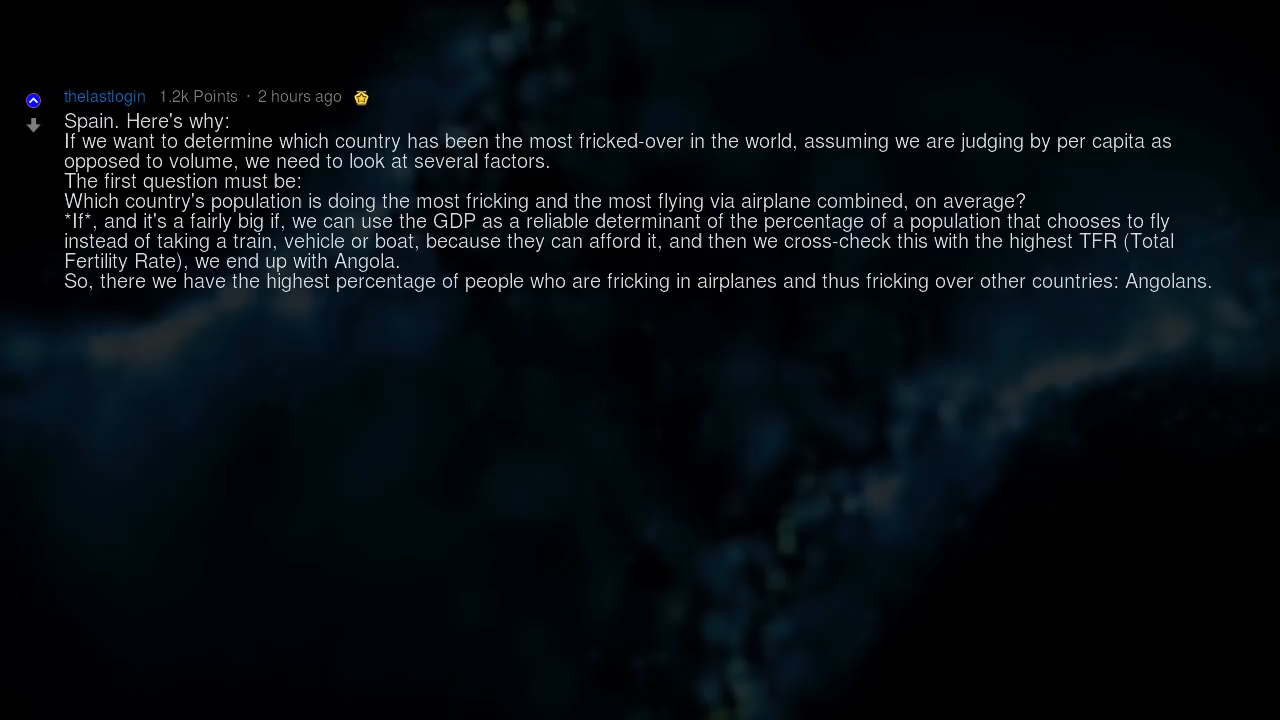 thelastlogin 1.2k Points · 2 hours ago
Spain. Here's why:
If we want to determine which country has been the most fricked-over in the world, assuming we are judging by per capita as
opposed to volume, we need to look at several factors.
The first question must be:
Which country's population is doing the most fricking and the most flying via airplane combined, on average?
*If*, and it's a fairly big if, we can use the GDP as a reliable determinant of the percentage of a population that chooses to fly
instead of taking a train, vehicle or boat, because they can afford it, and then we cross-check this with the highest TFR (Total
Fertility Rate), we end up with Angola.
So, there we have the highest percentage of people who are fricking in airplanes and thus fricking over other countries: Angolans.